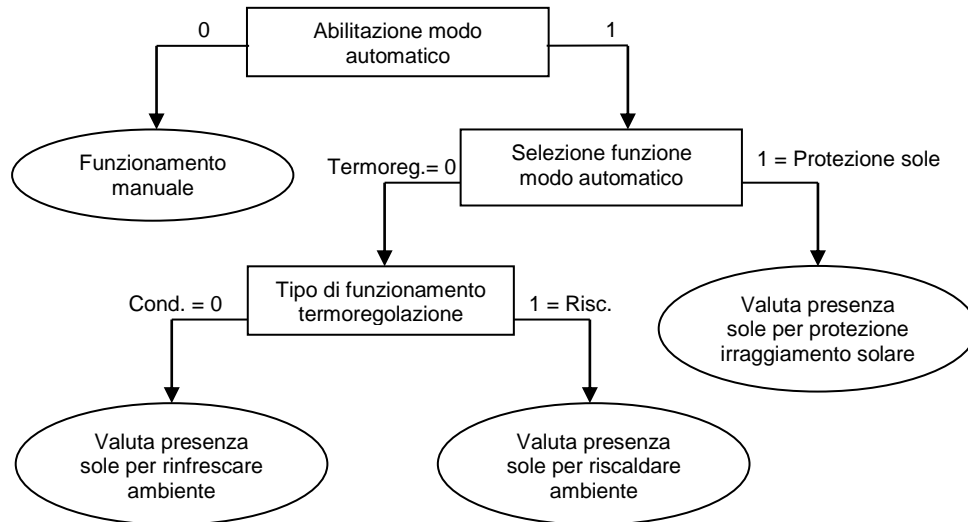 0
Abilitazione modo
automatico
1
Funzionamento
manuale
Termoreg.= 0
Selezione funzione
modo automatico
1 = Protezione sole
Cond. = 0
Tipo di funzionamento
termoregolazione
1 = Risc.
Valuta presenza
sole per protezione
irraggiamento solare
Valuta presenza
sole per rinfrescare
ambiente
Valuta presenza
sole per riscaldare
ambiente